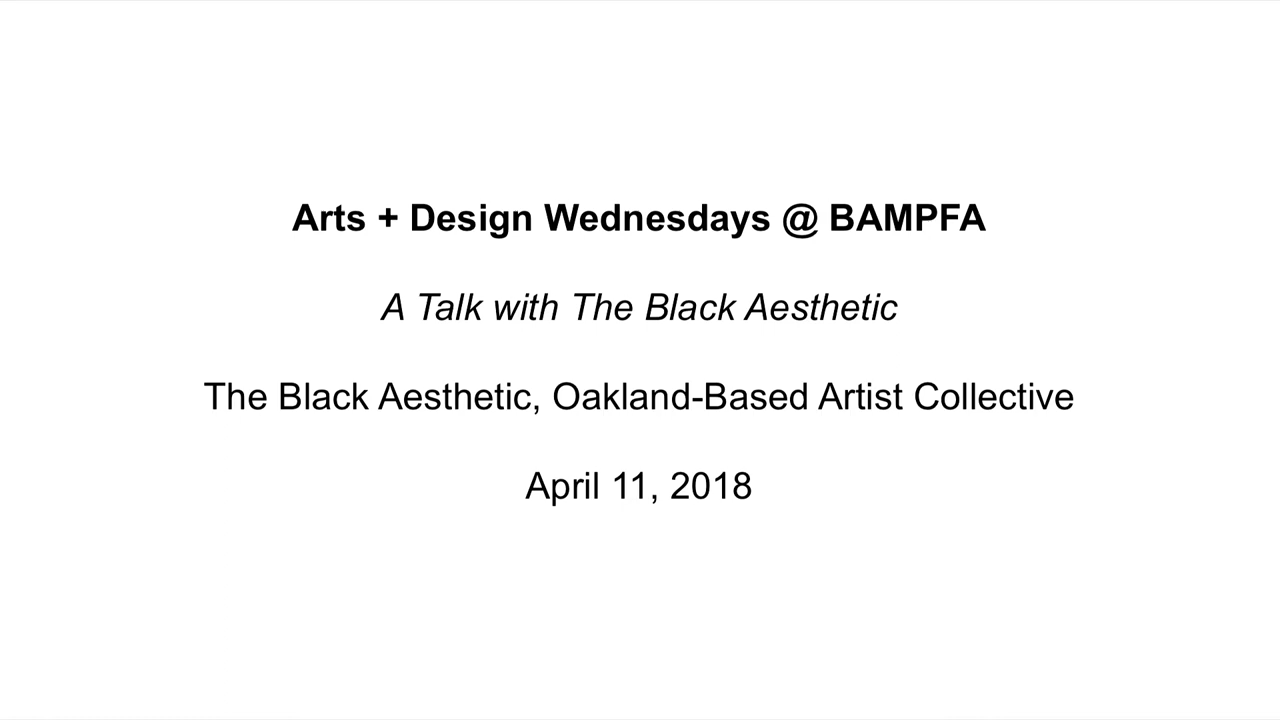 Arts + Design Wednesdays @ BAMPFA
A Talk with The Black Aesthetic
The Black Aesthetic, Oakland-Based Artist Collective
April 11, 2018